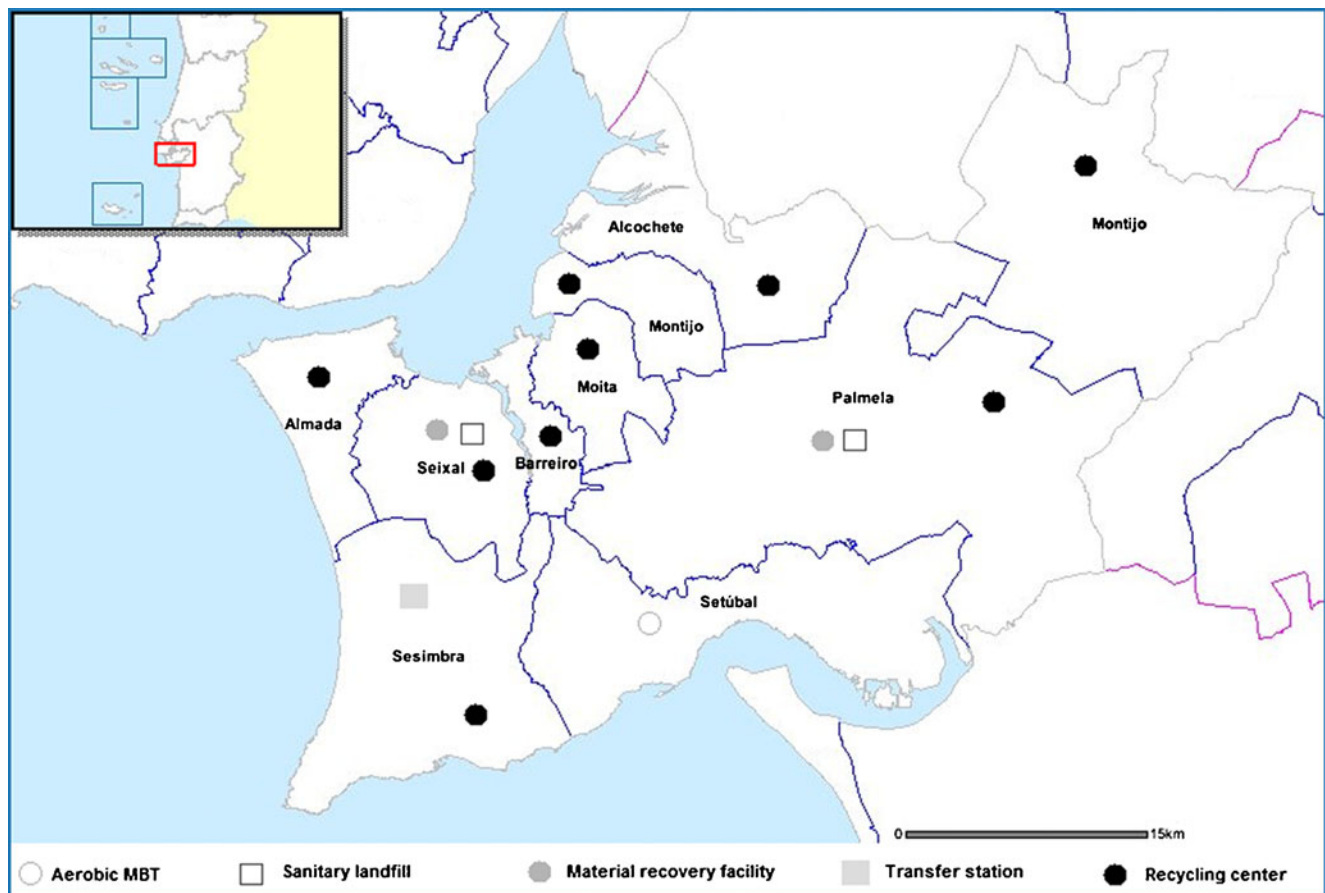 Alcochete
Montijo
Montijo
Moita
Almada
Palmela
Seixal
Barreiro
Setúbal
Sesimbra
0 15km
Aerobic MBT Sanitary landfill Material recovery facility Transfer station Recycling center